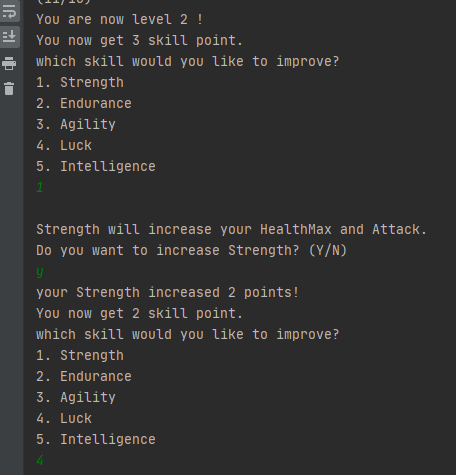 You are now level 2 !
You now get 3 skill point.
which skill would you like to improve?
1. Strength
2. Endurance
3. Agility
4. Luck
5. Intelligence
1
Strength will increase your HealthMax and Attack.
Do you want to increase Strength? (Y/N)
y
your Strength increased 2 points!
You now get 2 skill point.
which skill would you like to improve?
1. Strength
2. Endurance
3. Agility
4. Luck
5. Intelligence
4